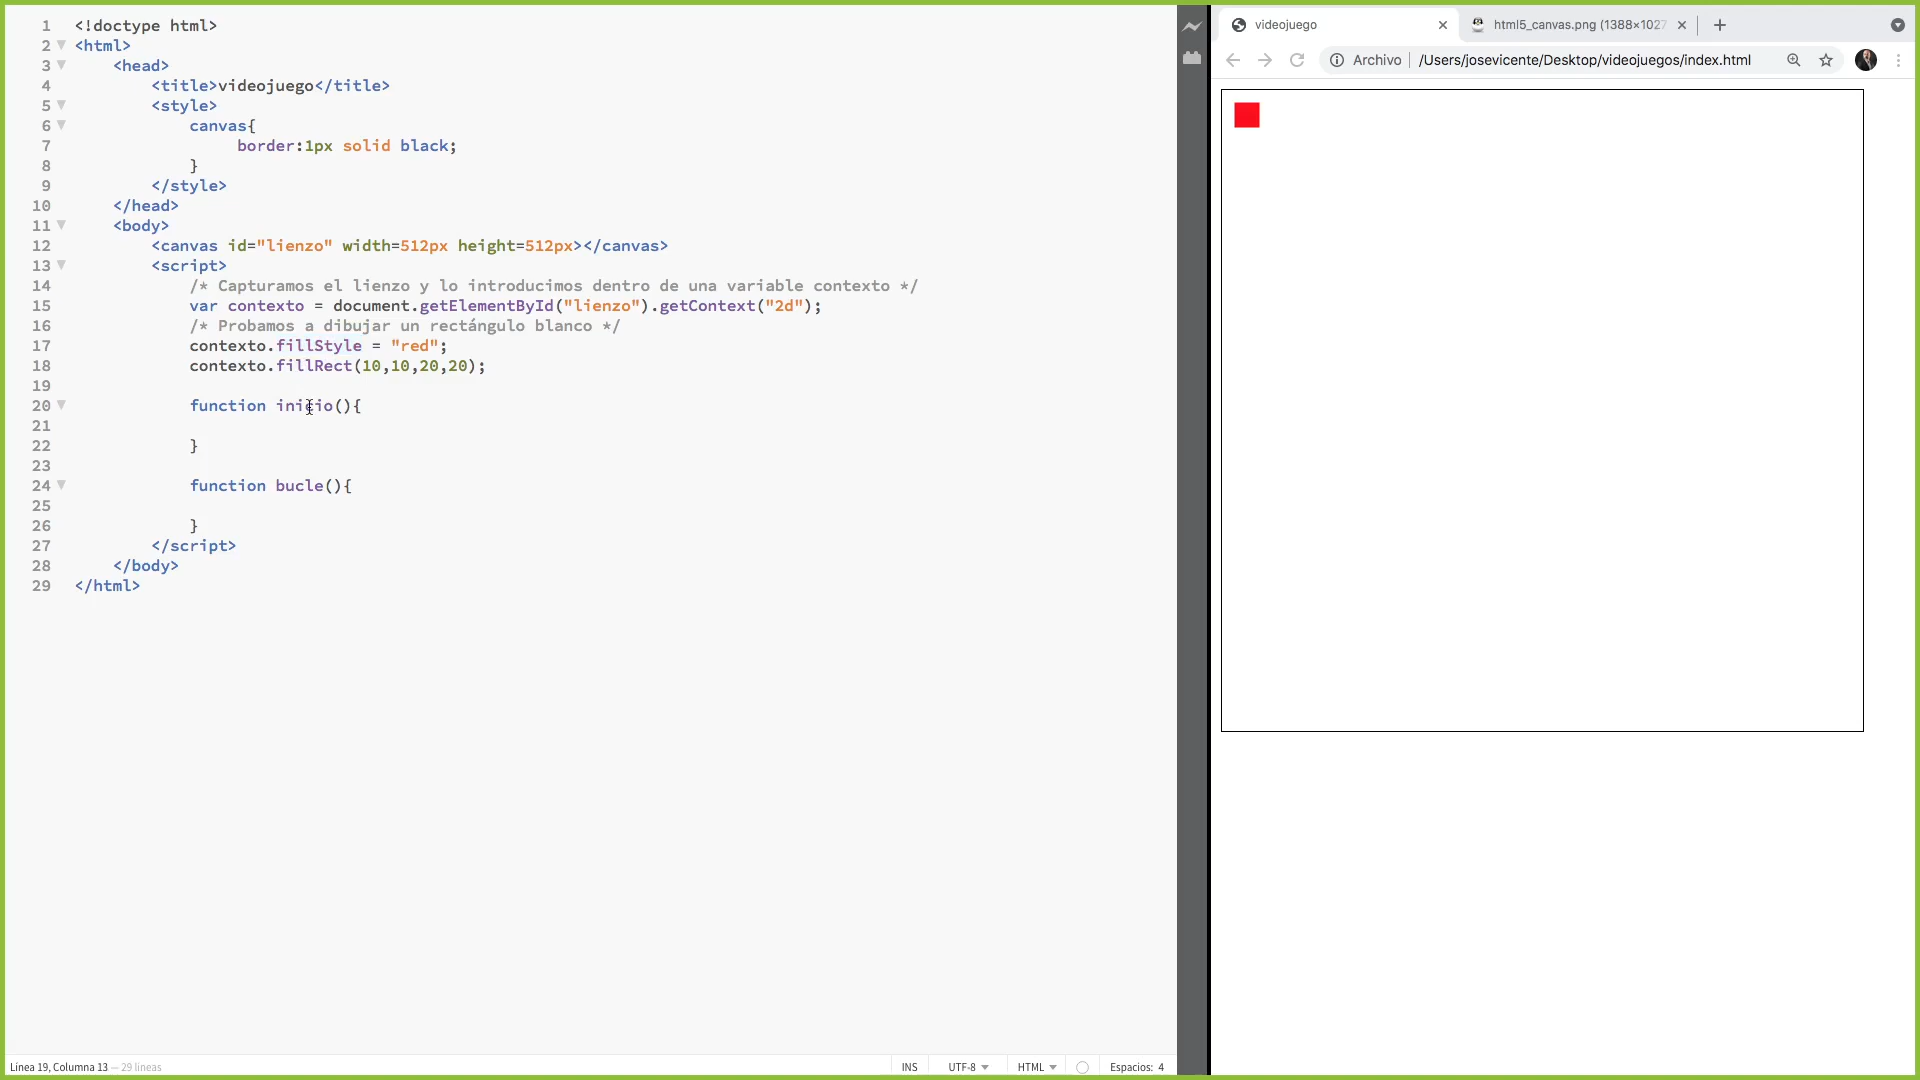 1 <!doctype html>
2 <html>
3 <head>
4 <title>videojuego</title>
5 <style>
6 canvas{
7 border:1px solid black;
8 }
9 </style>
10 </head>
11 <body>
12 <canvas id="lienzo" width=512px height=512px></canvas>
13 <script>
14 /* Capturamos el lienzo y lo introducimos dentro de una variable contexto */
15 var contexto = document.getElementById("lienzo").getContext("2d");
16 /* Probamos a dibujar un rectángulo blanco */
17 contexto.fillStyle = "red";
18 contexto.fillRect(10,10,20,20);
19
20 function inicio(){
21
22 }
23
24 function bucle(){
25
26 }
27 </script>
28 </body>
29 </html>
Línea 19, Columna 13 — 29 líneas
INS UTF-8 HTML Espacios: 4
videojuego
html5_canvas.png (1388×1027
Archivo /Users/josevicente/Desktop/videojuegos/index.html